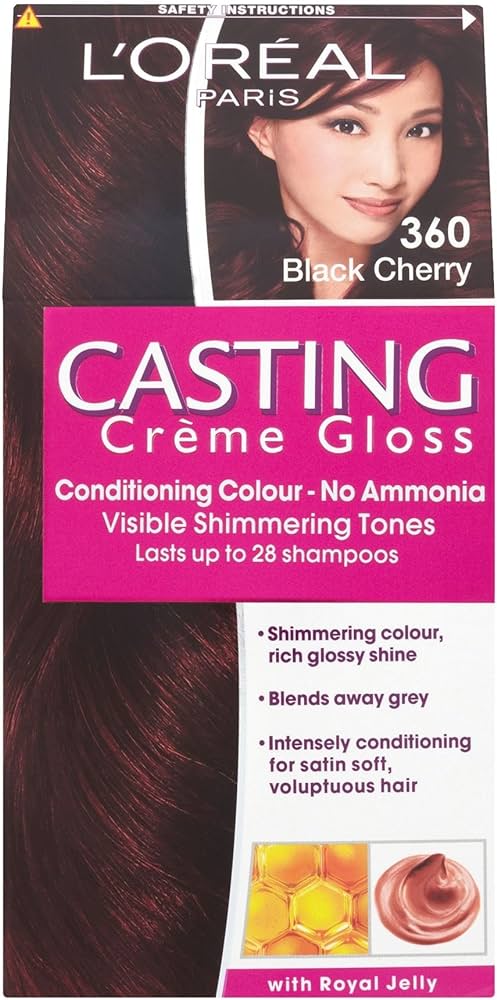 SAFETY INSTRUCTIONS
L'ORÉAL
PARiS
360
Black Cherry
CASTING
Crème Gloss
Conditioning Colour - No Ammonia
Visible Shimmering Tones
Lasts up to 28 shampoos
• Shimmering colour,
rich glossy shine
• Blends away grey
• Intensely conditioning
for satin soft,
voluptuous hair
with Royal Jelly